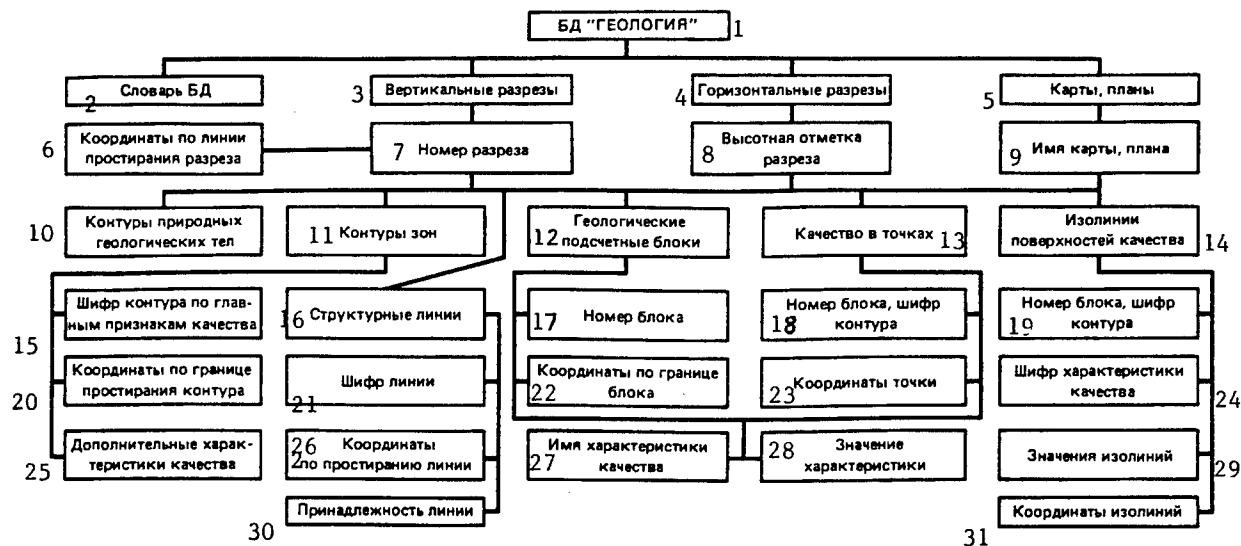 БД "ГЕОЛОГИЯ" 1
2 Словарь БД
3 Вертикальные разрезы
4 Горизонтальные разрезы
5 Карты, планы
6 Координаты по линии
простирания разреза
7 Номер разреза
8 Высотная отметка
разреза
9 Имя карты, плана
10 Контуры природных
геологических тел
11 Контуры зон
12 Геологические
подсчетные блоки
Качество в точках 13
Изолинии
поверхностей качества 14
15 Шифр контура по глав-
ным признакам качества
16 Структурные линии
17 Номер блока
18 Номер блока, шифр
контура
19 Номер блока, шифр
контура
20 Координаты по границе
простирания контура
21 Шифр линии
22 Координаты по границе
блока
23 Координаты точки
Шифр характеристики
качества 24
25 Дополнительные харак-
теристики качества
26 Координаты
2 по простиранию линии
27 Имя характеристики
качества
28 Значение
характеристики
Значения изолиний 29
30 Принадлежность линии
31 Координаты изолиний